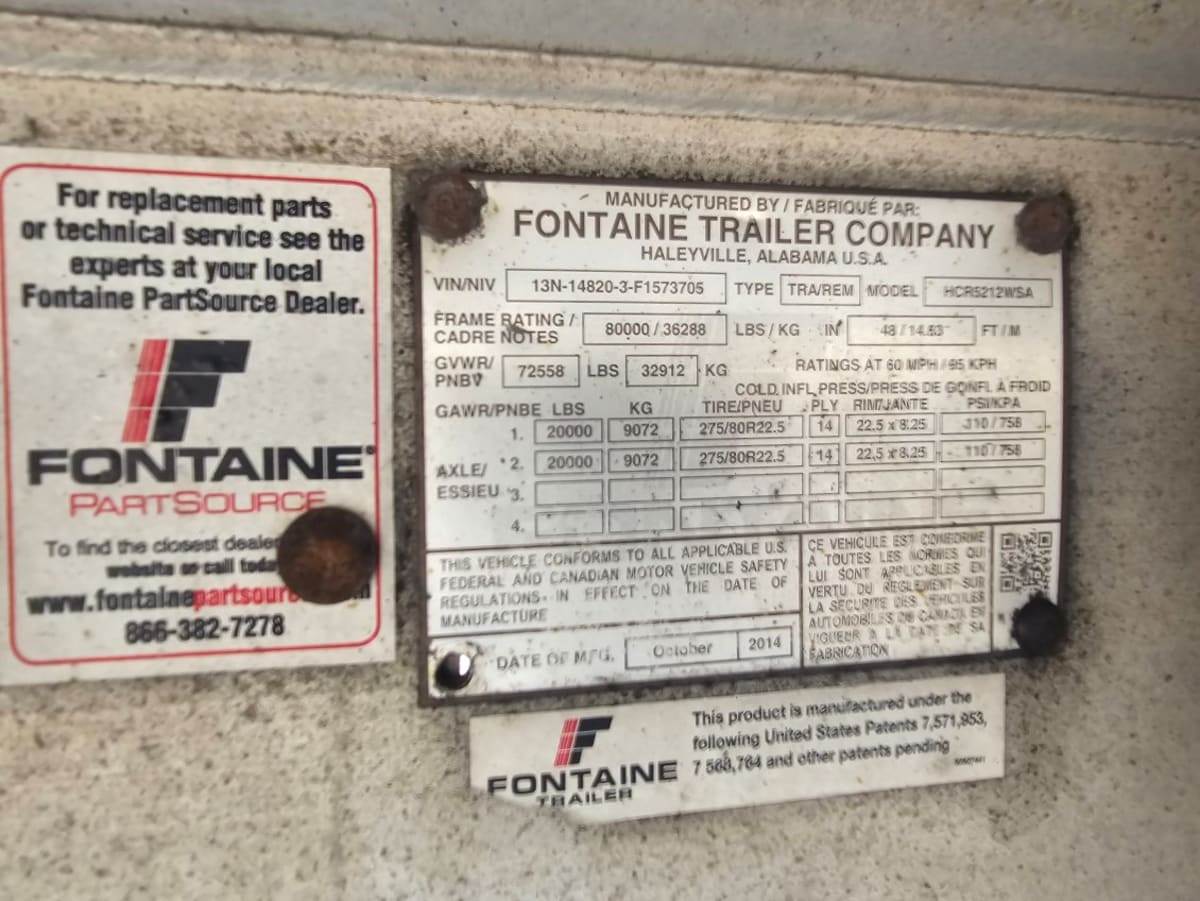 For replacement parts
or technical service see the
experts at your local
Fontaine PartSource Dealer.
FONTAINE
PARTSOURCE
To find the closest dealer
website or call toda
www.fontainepartsour
866-382-7278
MANUFACTURED BY / FABRIQUÉ PAR:
FONTAINE TRAILER COMPANY
HALEYVILLE, ALABAMA U.S.A.
VIN/NIV 13N-14820-3-F1573705 TYPE TRA/REM MODEL HCR5212WSA
FRAME RATING / CADRE NOTES 80000 / 36288 LBS / KG IN 48 / 14.63 FT / M
GVWR/ PNBV 72558 LBS 32912 KG RATINGS AT 60 MPH / 95 KPH
COLD INFL PRESS/PRESS DE GONFL A FROID
GAWR/PNBE LBS KG TIRE/PNEU PLY RIM/JANTE PSI/KPA
1. 20000 9072 275/80R22.5 14 22.5 x 8.25 110 / 758
AXLE/ ESSIEU
2. 20000 9072 275/80R22.5 14 22.5 x 8.25 110 / 758
3.
4.
THIS VEHICLE CONFORMS TO ALL APPLICABLE U.S.
FEDERAL AND CANADIAN MOTOR VEHICLE SAFETY
REGULATIONS IN EFFECT ON THE DATE OF
MANUFACTURE
CE VEHICULE EST CONFORME
A TOUTES LES NORMES QUI
LUI SONT APPLICABLES EN
VERTU DU REGLEMENT SUR
LA SECURITE DES VEHICULES
AUTOMOBILES DU CANADA EN
VIGUEUR A LA DATE DE SA
FABRICATION
DATE OF MFG. October 2014
FONTAINE
TRAILER
This product is manufactured under the
following United States Patents 7,571,953,
7 568,764 and other patents pending